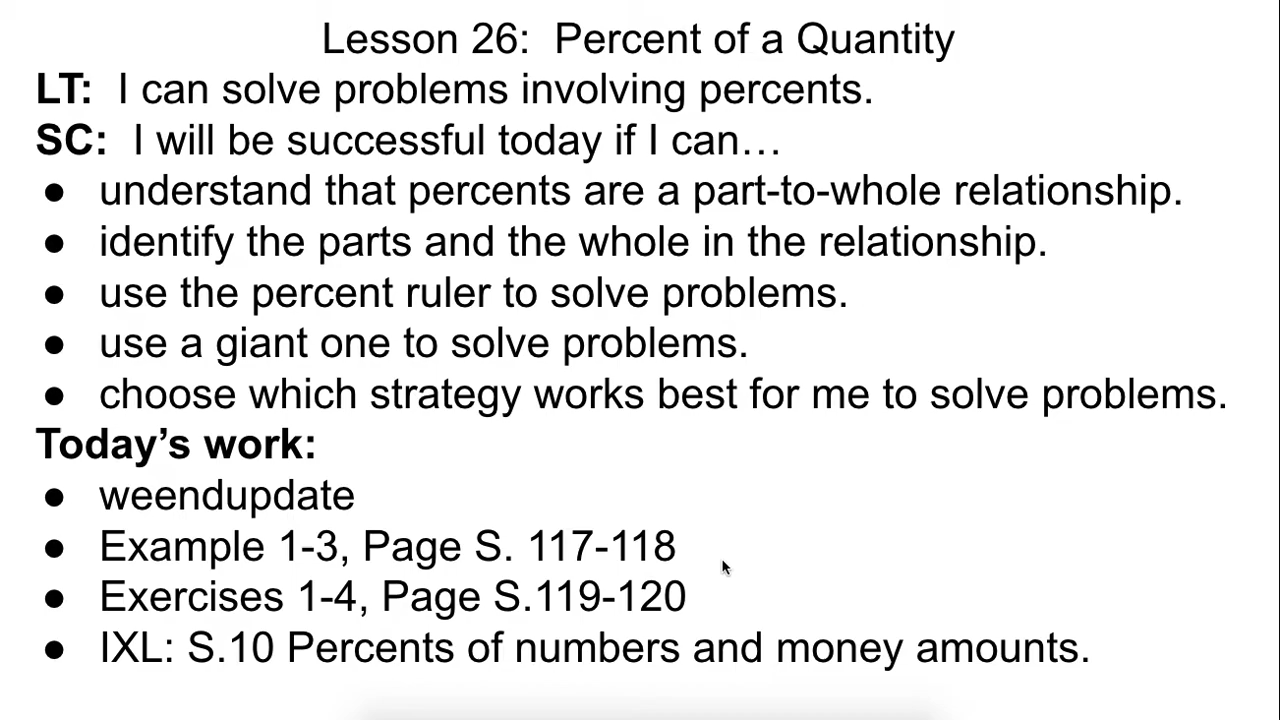 Lesson 26:  Percent of a Quantity
LT:  I can solve problems involving percents.
SC:  I will be successful today if I can…
● understand that percents are a part-to-whole relationship.
● identify the parts and the whole in the relationship.
● use the percent ruler to solve problems.
● use a giant one to solve problems.
● choose which strategy works best for me to solve problems.
Today’s work:
● weendupdate
● Example 1-3, Page S. 117-118
● Exercises 1-4, Page S.119-120
● IXL: S.10 Percents of numbers and money amounts.